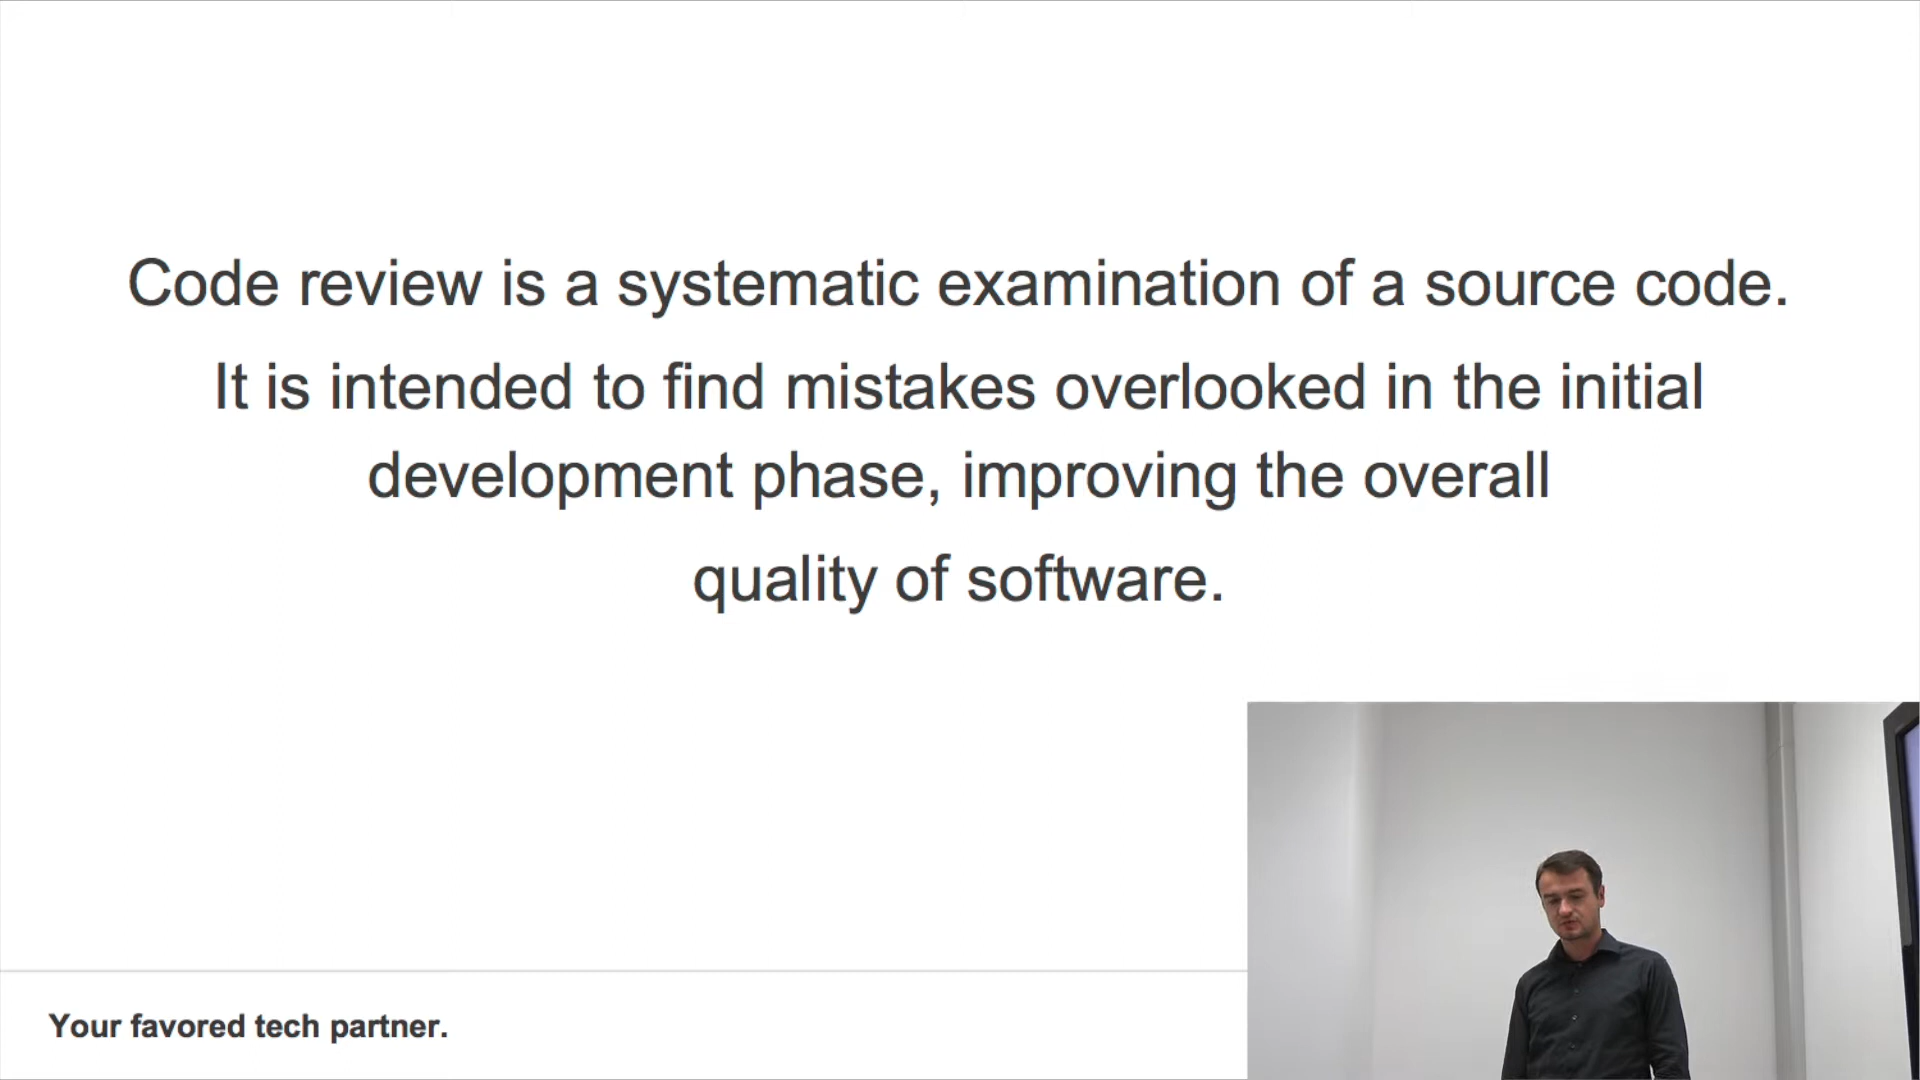 Code review is a systematic examination of a source code.
It is intended to find mistakes overlooked in the initial
development phase, improving the overall
quality of software.
Your favored tech partner.